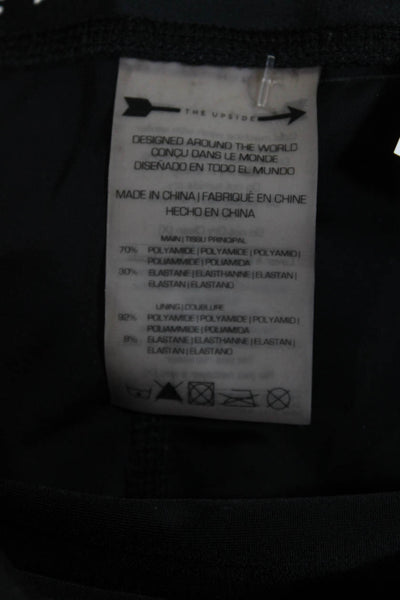 THE UPSIDE
DESIGNED AROUND THE WORLD
CONÇU DANS LE MONDE
DISEÑADO EN TODO EL MUNDO
MADE IN CHINA | FABRIQUÉ EN CHINE
HECHO EN CHINA
MAIN | TISSU PRINCIPAL
70% POLYAMIDE | POLYAMIDE | POLYAMID |
POLIAMMIDE | POLIAMIDA
30% ELASTANE | ELASTHANNE | ELASTAN |
ELASTAN | ELASTANO
LINING | DOUBLURE
92% POLYAMIDE | POLYAMIDE | POLYAMID |
POLIAMMIDE | POLIAMIDA
8% ELASTANE | ELASTHANNE | ELASTAN |
ELASTAN | ELASTANO